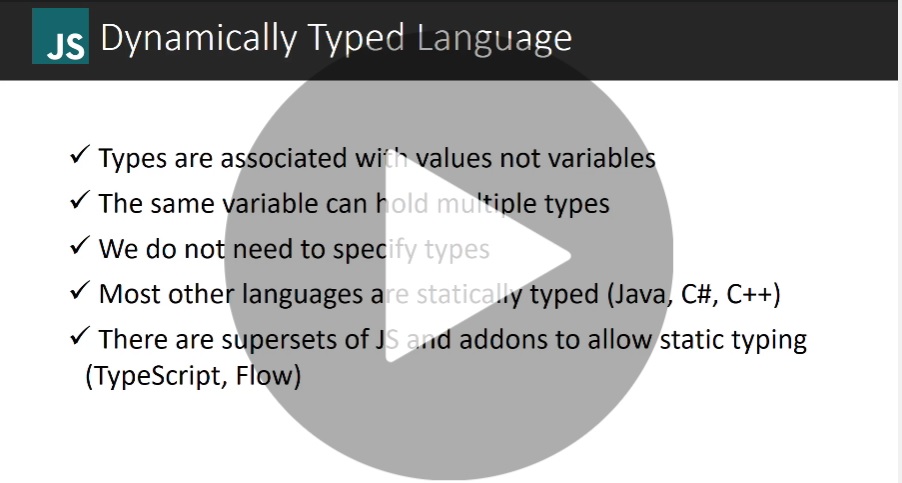 JS Dynamically Typed Language
✓ Types are associated with values not variables
✓ The same variable can hold multiple types
✓ We do not need to specify types
✓ Most other languages are statically typed (Java, C#, C++)
✓ There are supersets of JS and addons to allow static typing
(TypeScript, Flow)